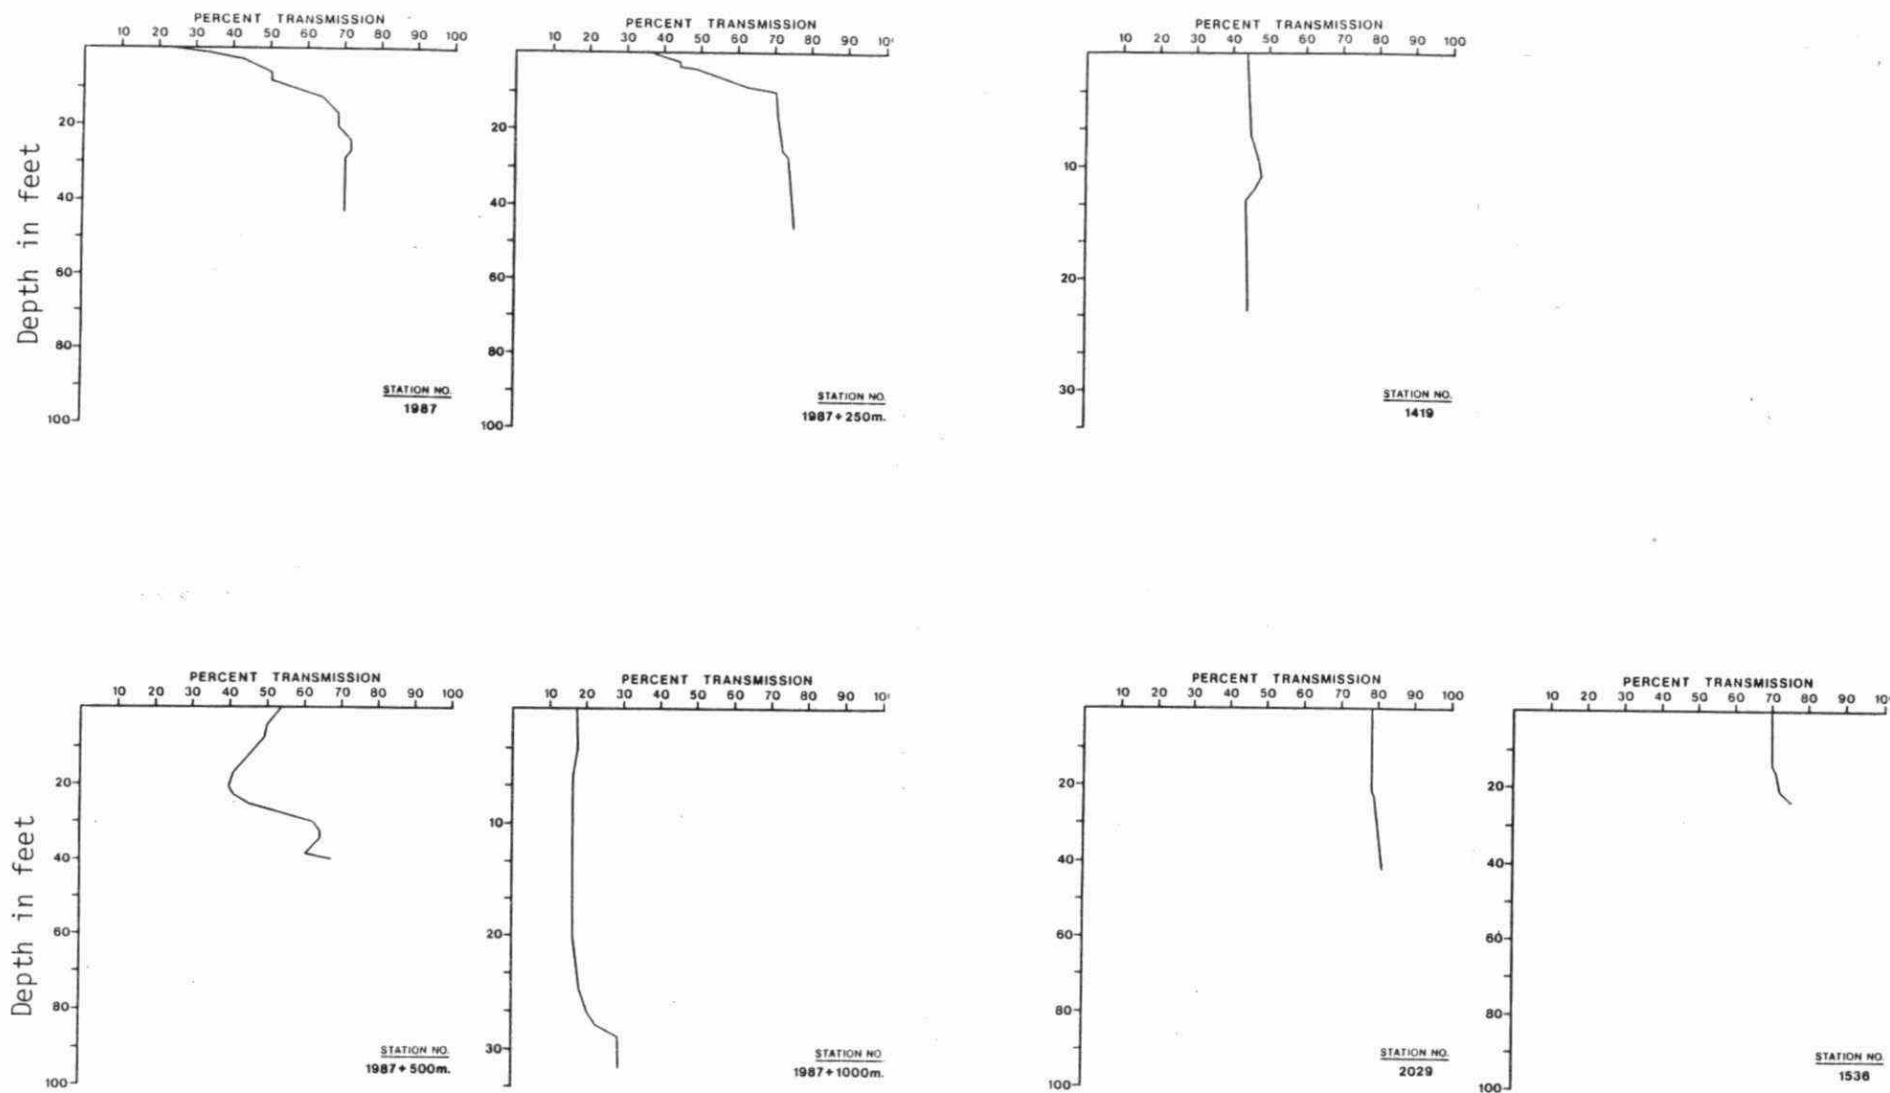 PERCENT TRANSMISSION
10 20 30 40 50 60 70 80 90 100
20
40
60
80
100
Depth in feet
STATION NO.
1987
PERCENT TRANSMISSION
10 20 30 40 50 60 70 80 90 10
20
40
60
80
100
STATION NO.
1987+250m.
PERCENT TRANSMISSION
10 20 30 40 50 60 70 80 90 100
10
20
30
STATION NO.
1419
PERCENT TRANSMISSION
10 20 30 40 50 60 70 80 90 100
20
40
60
80
100
Depth in feet
STATION NO.
1987+500m.
PERCENT TRANSMISSION
10 20 30 40 50 60 70 80 90 10
10
20
30
STATION NO
1987+1000m.
PERCENT TRANSMISSION
10 20 30 40 50 60 70 80 90 100
20
40
60
80
100
STATION NO.
2029
PERCENT TRANSMISSION
10 20 30 40 50 60 70 80 90 10
20
40
60
80
100
STATION NO.
1536